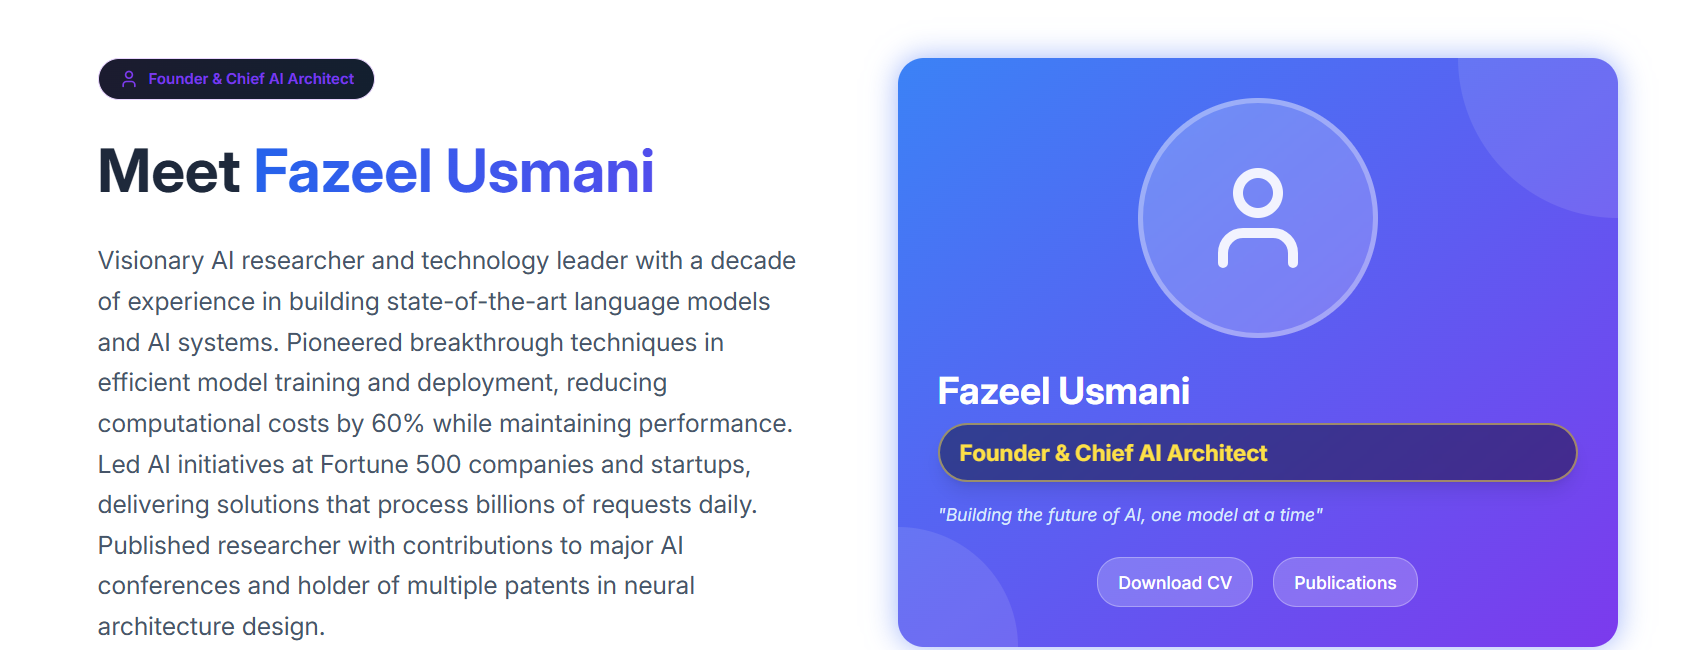 Founder & Chief AI Architect
Meet Fazeel Usmani
Visionary AI researcher and technology leader with a decade
of experience in building state-of-the-art language models
and AI systems. Pioneered breakthrough techniques in
efficient model training and deployment, reducing
computational costs by 60% while maintaining performance.
Led AI initiatives at Fortune 500 companies and startups,
delivering solutions that process billions of requests daily.
Published researcher with contributions to major AI
conferences and holder of multiple patents in neural
architecture design.
Fazeel Usmani
Founder & Chief AI Architect
"Building the future of AI, one model at a time"
Download CV
Publications